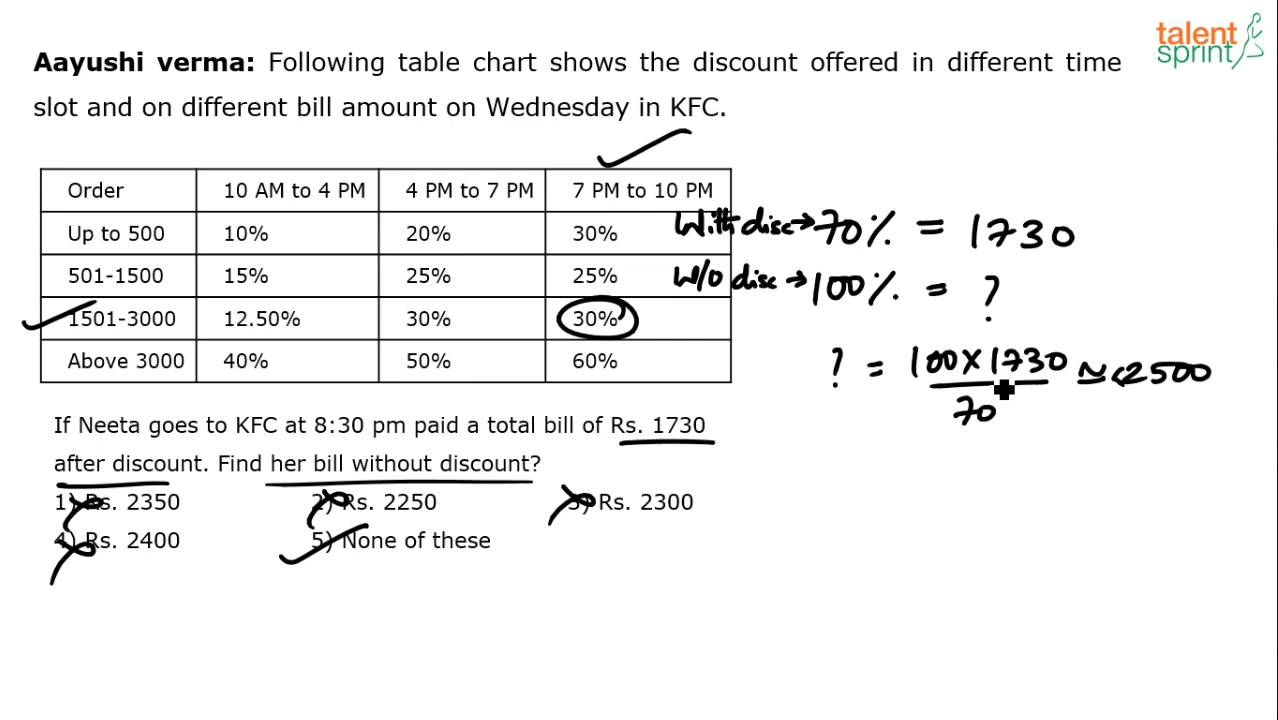 talent
sprint
Aayushi verma: Following table chart shows the discount offered in different time
slot and on different bill amount on Wednesday in KFC.
Order 10 AM to 4 PM 4 PM to 7 PM 7 PM to 10 PM
Up to 500 10% 20% 30%
501-1500 15% 25% 25%
1501-3000 12.50% 30% 30%
Above 3000 40% 50% 60%
With disc → 70% = 1730
W/o disc → 100% = ?
? = 100 × 1730
70
≃ 2500
If Neeta goes to KFC at 8:30 pm paid a total bill of Rs. 1730
after discount. Find her bill without discount?
1) Rs. 2350 2) Rs. 2250 3) Rs. 2300
4) Rs. 2400 5) None of these